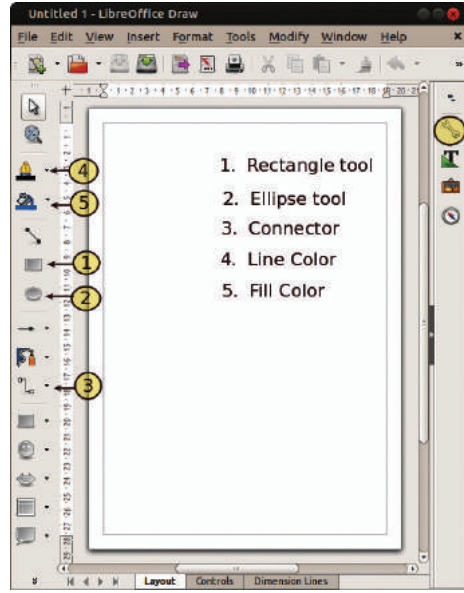 Untitled 1 - LibreOffice Draw
File Edit View Insert Format Tools Modify Window Help
4
5
1
2
3
1. Rectangle tool
2. Ellipse tool
3. Connector
4. Line Color
5. Fill Color
Layout Controls Dimension Lines